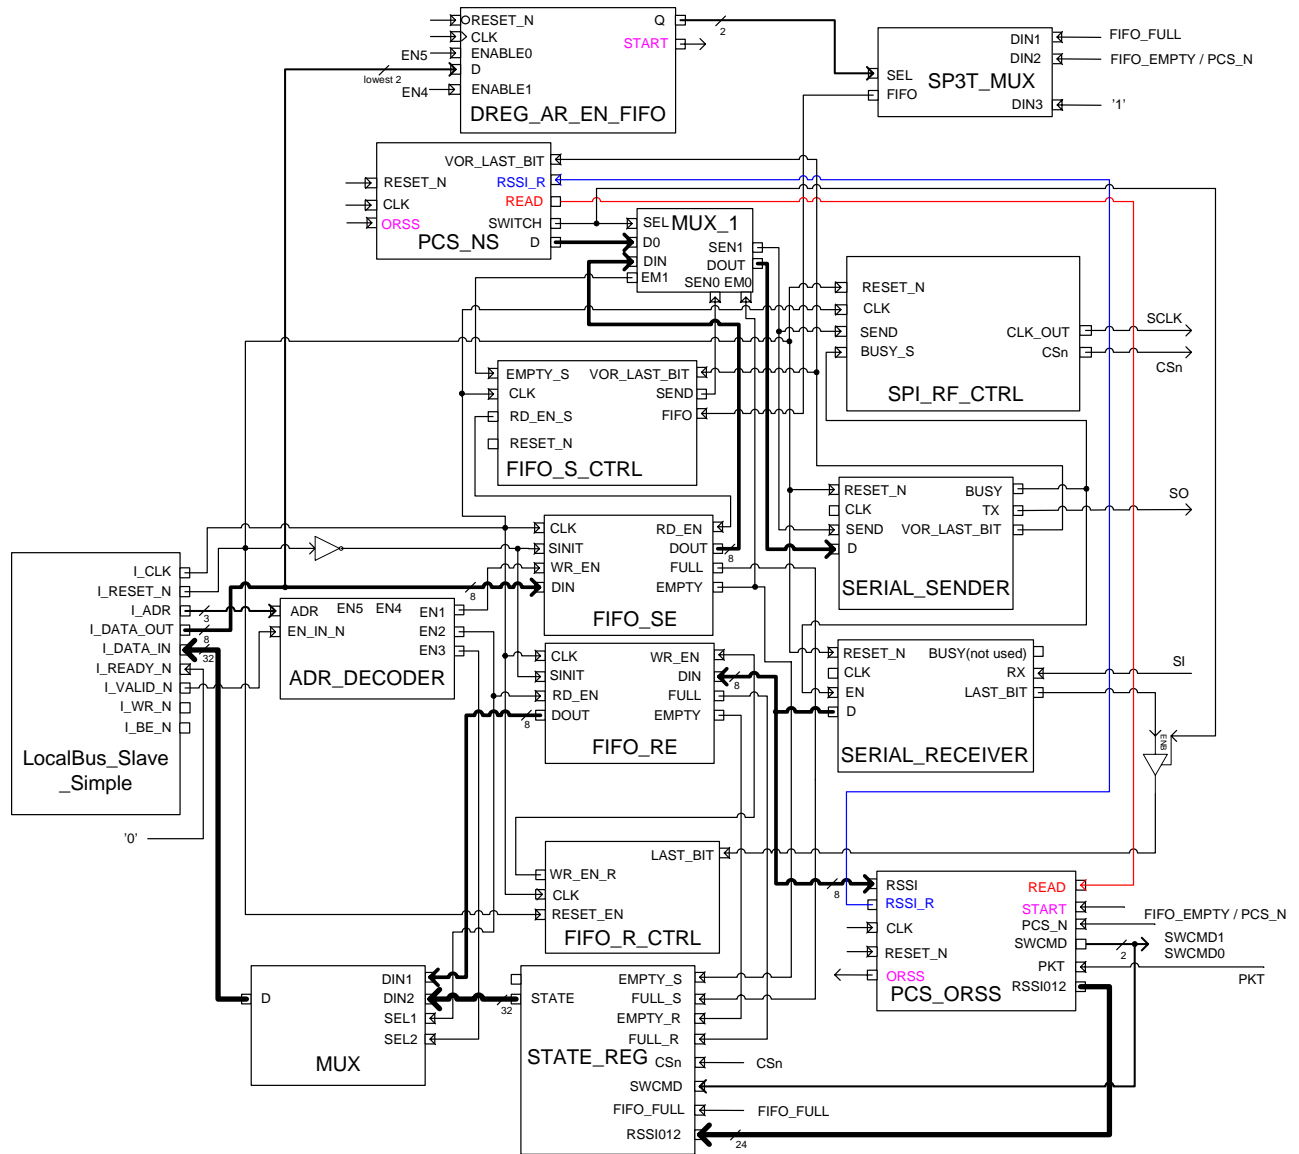 RESET_N
CLK
EN5
ENABLE0
D
lowest 2
EN4
ENABLE1
Q
2
START
DREG_AR_EN_FIFO
DIN1
FIFO_FULL
DIN2
FIFO_EMPTY / PCS_N
SEL
FIFO
SP3T_MUX
DIN3
'1'
VOR_LAST_BIT
RESET_N
RSSI_R
CLK
READ
ORSS
SWITCH
PCS_NS
D
SEL
MUX_1
D0
SEN1
DIN
DOUT
EM1
SEN0
EM0
RESET_N
CLK
SEND
CLK_OUT
SCLK
BUSY_S
CSn
CSn
SPI_RF_CTRL
EMPTY_S
VOR_LAST_BIT
CLK
SEND
RD_EN_S
FIFO
RESET_N
FIFO_S_CTRL
RESET_N
BUSY
CLK
TX
SO
SEND
VOR_LAST_BIT
D
SERIAL_SENDER
CLK
RD_EN
SINIT
DOUT
8
WR_EN
FULL
8
DIN
EMPTY
FIFO_SE
I_CLK
I_RESET_N
I_ADR
3
I_DATA_OUT
8
I_DATA_IN
32
I_READY_N
I_VALID_N
I_WR_N
I_BE_N
LocalBus_Slave
_Simple
'0'
ADR
EN5
EN4
EN1
EN_IN_N
EN2
EN3
ADR_DECODER
CLK
WR_EN
SINIT
DIN
8
RD_EN
FULL
8
DOUT
EMPTY
FIFO_RE
RESET_N
BUSY(not used)
CLK
RX
SI
EN
LAST_BIT
D
SERIAL_RECEIVER
ENB
LAST_BIT
WR_EN_R
CLK
RESET_EN
FIFO_R_CTRL
RSSI
8
READ
RSSI_R
START
FIFO_EMPTY / PCS_N
CLK
PCS_N
SWCMD
2
SWCMD1
SWCMD0
RESET_N
PKT
PKT
ORSS
RSSI012
PCS_ORSS
D
DIN1
DIN2
SEL1
SEL2
MUX
32
STATE
EMPTY_S
FULL_S
EMPTY_R
FULL_R
STATE_REG
CSn
CSn
SWCMD
FIFO_FULL
FIFO_FULL
RSSI012
24